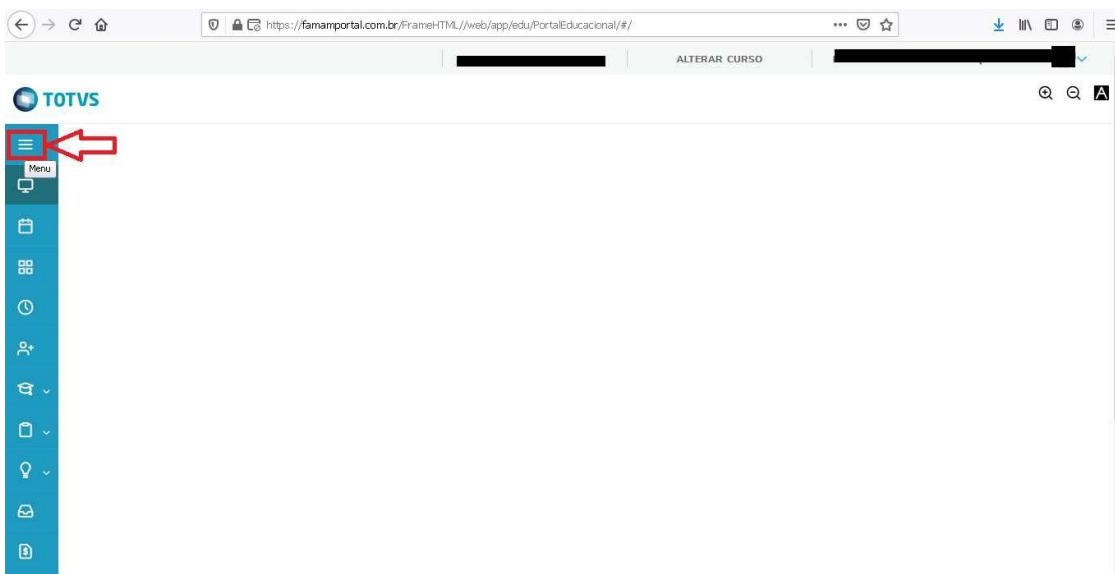 https://famamportal.com.br/FrameHTML//web/app/edu/PortalEducacional/#/
ALTERAR CURSO
TOTVS
A
Menu